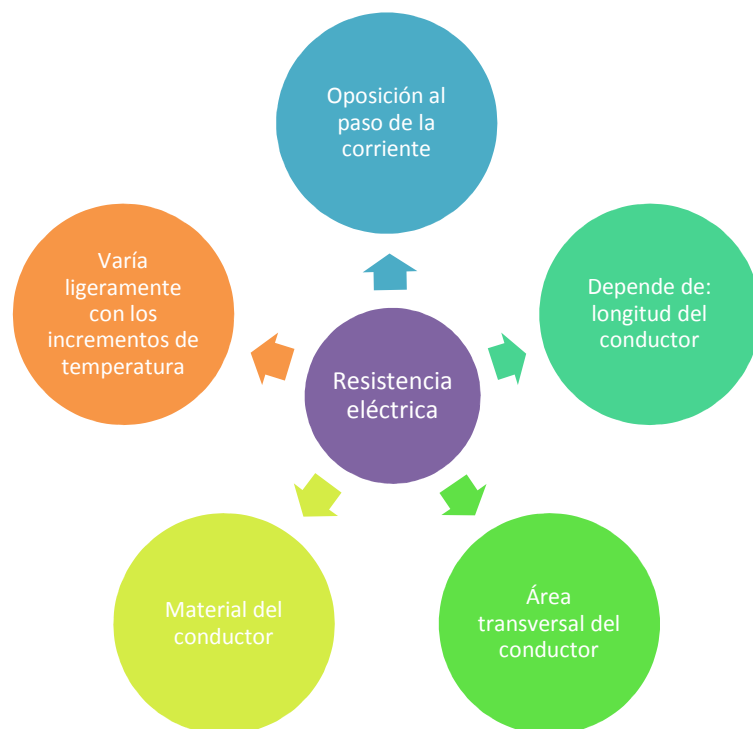 Oposición al
paso de la
corriente
Varía
ligeramente
con los
incrementos de
temperatura
Depende de:
longitud del
conductor
Resistencia
eléctrica
Material del
conductor
Área
transversal del
conductor